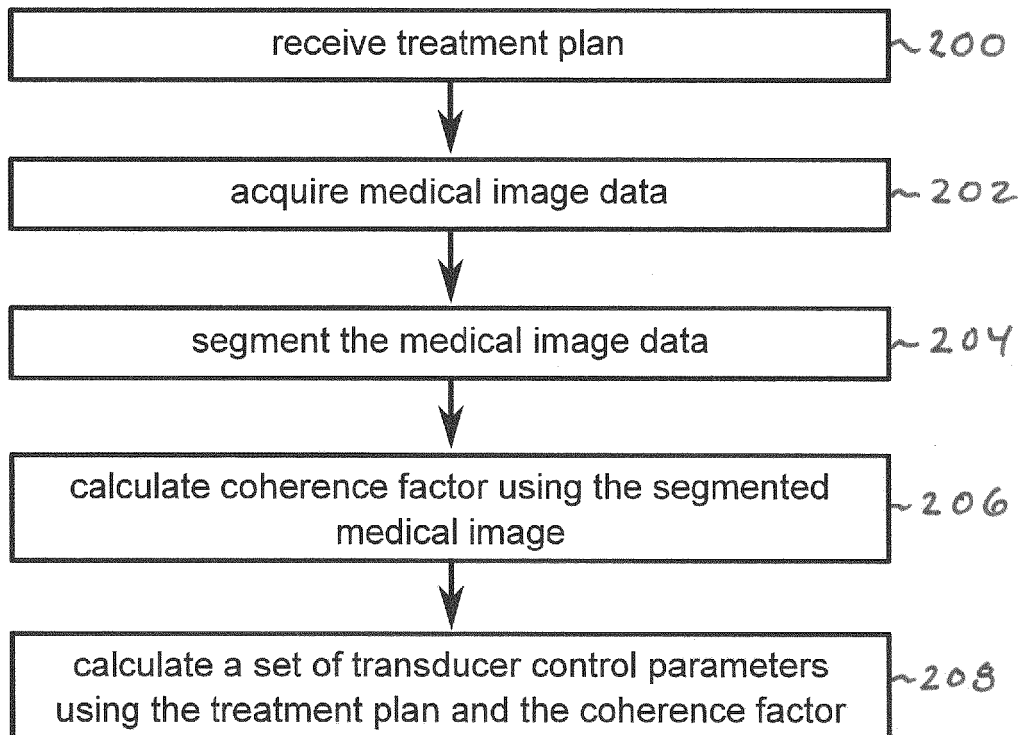 receive treatment plan ~200
acquire medical image data ~202
segment the medical image data ~204
calculate coherence factor using the segmented
medical image ~206
calculate a set of transducer control parameters
using the treatment plan and the coherence factor ~208